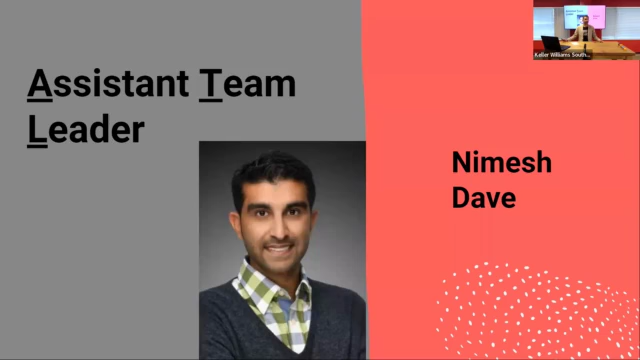 Assistant Team
Leader
Nimesh
Dave
Keller Williams South...